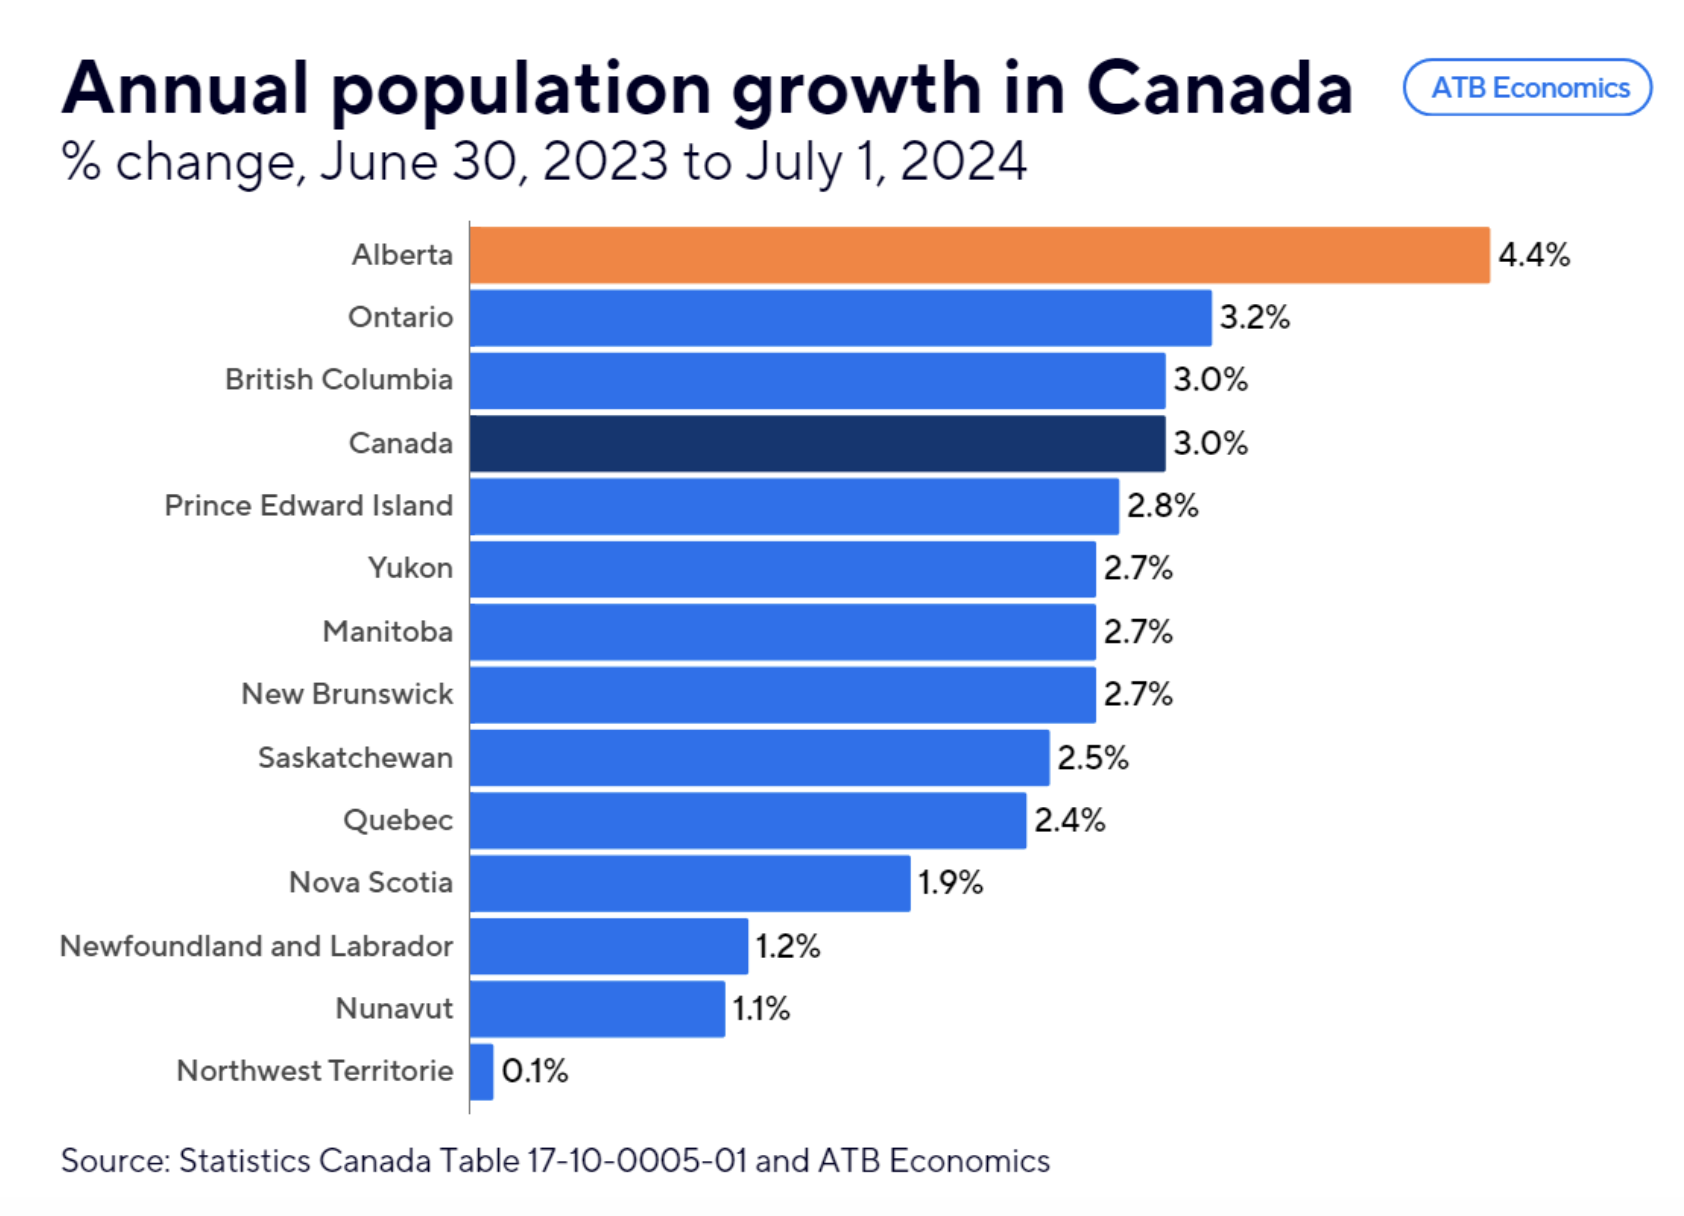 Annual population growth in Canada
ATB Economics
% change, June 30, 2023 to July 1, 2024
Alberta 4.4%
Ontario 3.2%
British Columbia 3.0%
Canada 3.0%
Prince Edward Island 2.8%
Yukon 2.7%
Manitoba 2.7%
New Brunswick 2.7%
Saskatchewan 2.5%
Quebec 2.4%
Nova Scotia 1.9%
Newfoundland and Labrador 1.2%
Nunavut 1.1%
Northwest Territorie 0.1%
Source: Statistics Canada Table 17-10-0005-01 and ATB Economics